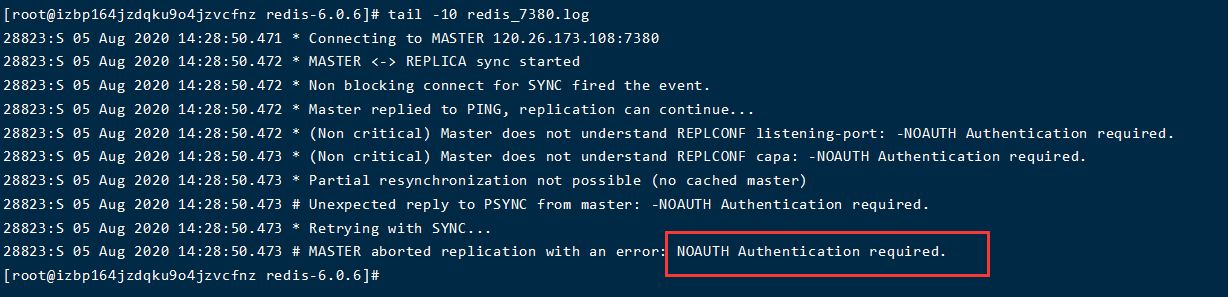 [root@izbp164jzdqku9o4jzvcfnz redis-6.0.6]# tail -10 redis_7380.log
28823:S 05 Aug 2020 14:28:50.471 * Connecting to MASTER 120.26.173.108:7380
28823:S 05 Aug 2020 14:28:50.472 * MASTER <-> REPLICA sync started
28823:S 05 Aug 2020 14:28:50.472 * Non blocking connect for SYNC fired the event.
28823:S 05 Aug 2020 14:28:50.472 * Master replied to PING, replication can continue...
28823:S 05 Aug 2020 14:28:50.472 * (Non critical) Master does not understand REPLCONF listening-port: -NOAUTH Authentication required.
28823:S 05 Aug 2020 14:28:50.473 * (Non critical) Master does not understand REPLCONF capa: -NOAUTH Authentication required.
28823:S 05 Aug 2020 14:28:50.473 * Partial resynchronization not possible (no cached master)
28823:S 05 Aug 2020 14:28:50.473 # Unexpected reply to PSYNC from master: -NOAUTH Authentication required.
28823:S 05 Aug 2020 14:28:50.473 * Retrying with SYNC...
28823:S 05 Aug 2020 14:28:50.473 # MASTER aborted replication with an error: NOAUTH Authentication required.
[root@izbp164jzdqku9o4jzvcfnz redis-6.0.6]#